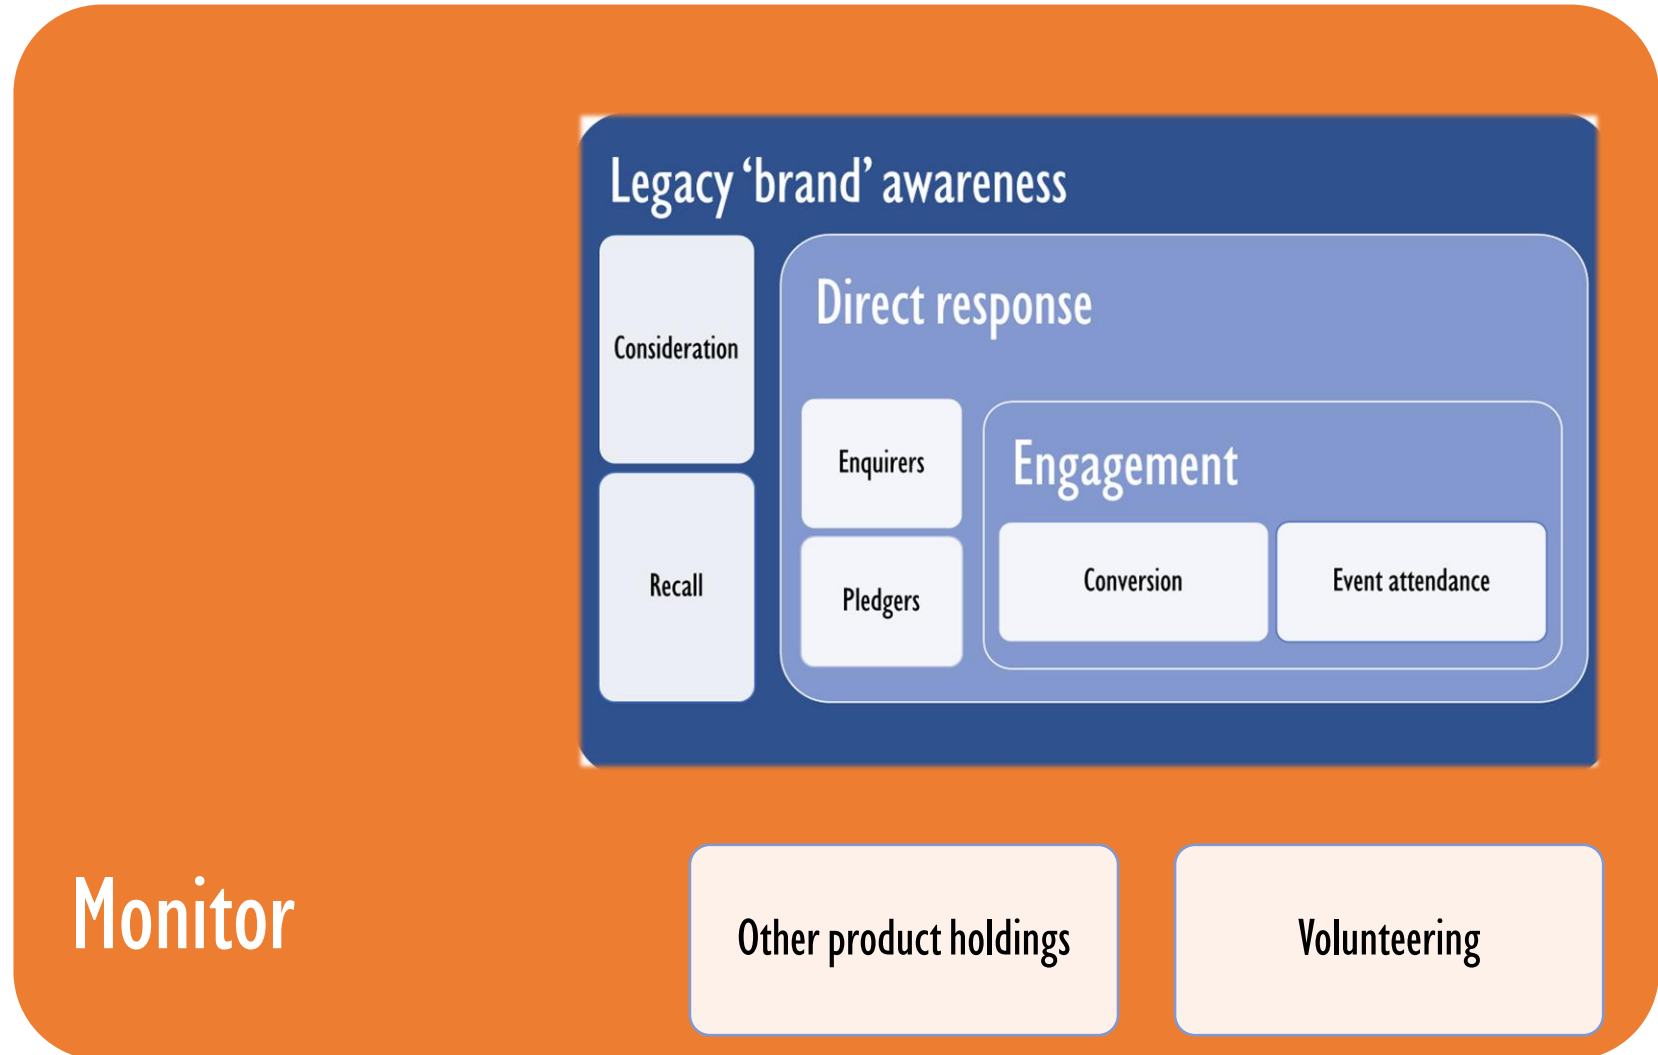 Legacy ‘brand’ awareness
Consideration
Recall
Direct response
Enquirers
Pledgers
Engagement
Conversion
Event attendance
Monitor
Other product holdings
Volunteering